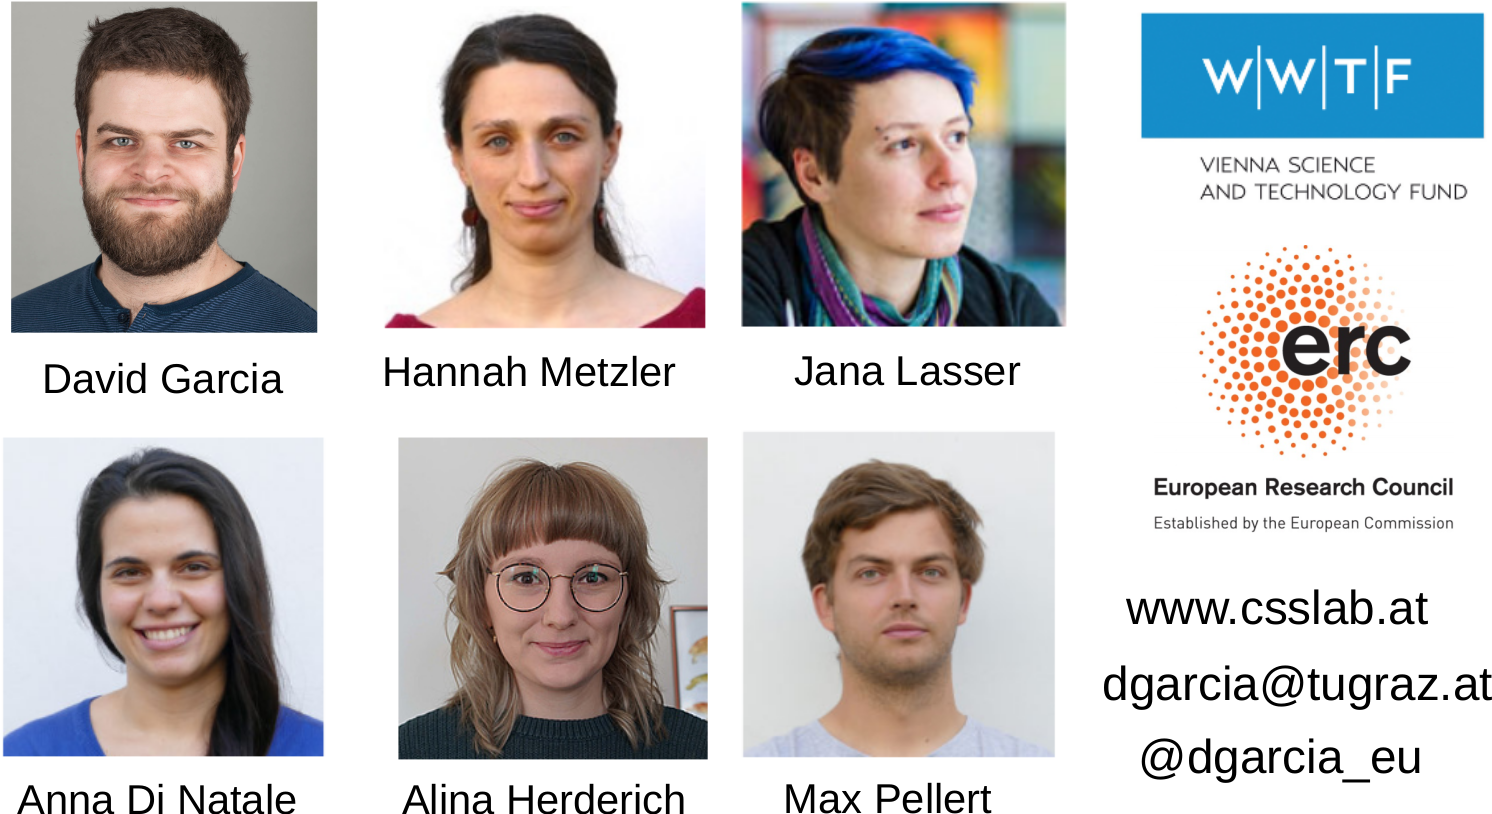 David Garcia
Hannah Metzler
Jana Lasser
Anna Di Natale
Alina Herderich
Max Pellert
W|W|T|F
VIENNA SCIENCE
AND TECHNOLOGY FUND
erc
European Research Council
Established by the European Commission
www.csslab.at
dgarcia@tugraz.at
@dgarcia_eu